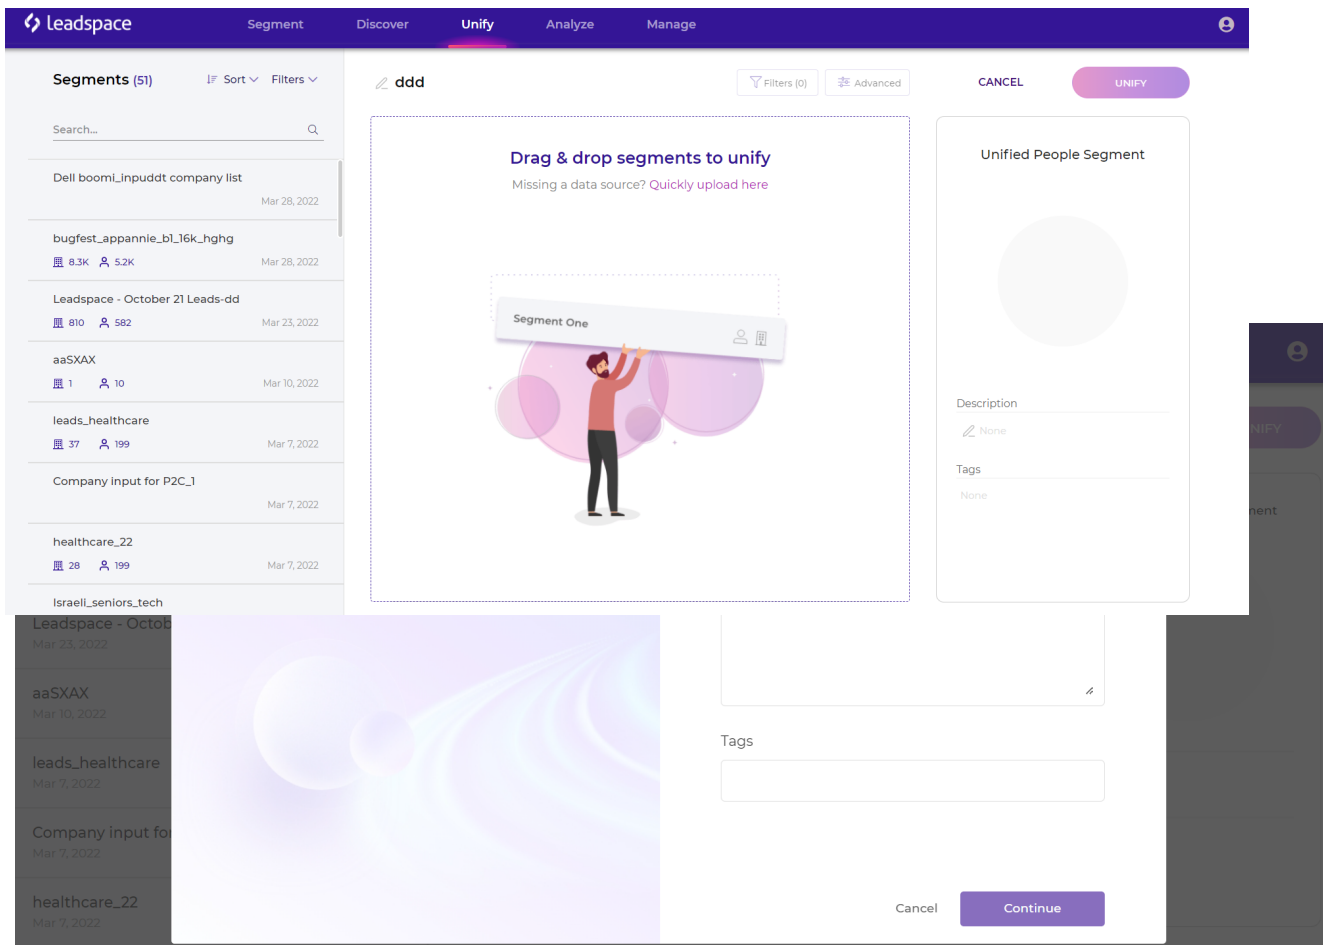 leadspace
Segment
Discover
Unify
Analyze
Manage
Segments (51)
Sort
Filters
Search...
Dell boomi_inpuddt company list
Mar 28, 2022
bugfest_appannie_b1_16k_hghg
8.3K 5.2K Mar 28, 2022
Leadspace - October 21 Leads-dd
810 582 Mar 23, 2022
aaSXAX
1 10 Mar 10, 2022
leads_healthcare
37 199 Mar 7, 2022
Company input for P2C_1
Mar 7, 2022
healthcare_22
28 199 Mar 7, 2022
Israeli_seniors_tech
ddd
Filters (0)
Advanced
CANCEL
UNIFY
Drag & drop segments to unify
Missing a data source? Quickly upload here
Segment One
Unified People Segment
Description
None
Tags
None
NIFY
ment
Leadspace - Octob
Mar 23, 2022
aaSXAX
Mar 10, 2022
leads_healthcare
Mar 7, 2022
Company input for
Mar 7, 2022
healthcare_22
Mar 7, 2022
Tags
Cancel
Continue